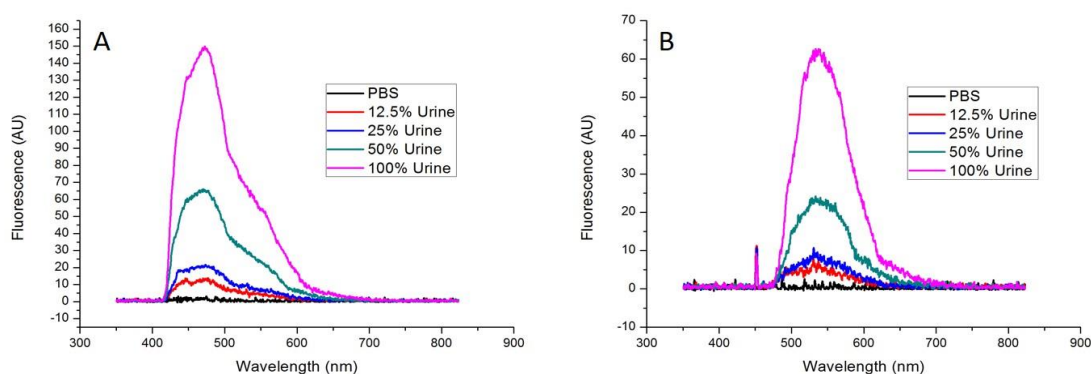 A
160
150
140
130
120
110
100
90
80
70
60
50
40
30
20
10
0
-10
Fluorescence (AU)
PBS
12.5% Urine
25% Urine
50% Urine
100% Urine
300 400 500 600 700 800 900
Wavelength (nm)
B
70
60
50
40
30
20
10
0
-10
Fluorescence (AU)
PBS
12.5% Urine
25% Urine
50% Urine
100% Urine
300 400 500 600 700 800 900
Wavelength (nm)